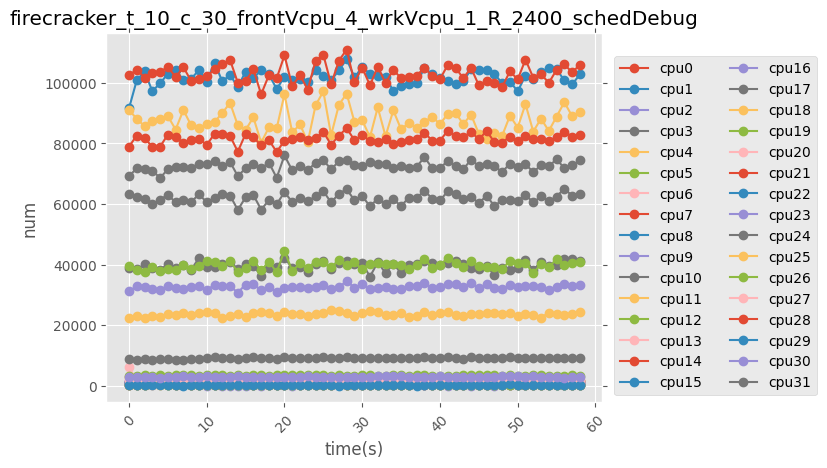 firecracker_t_10_c_30_frontVcpu_4_wrkVcpu_1_R_2400_schedDebug
num
100000
80000
60000
40000
20000
0
0
10
20
30
40
50
60
time(s)
cpu0
cpu1
cpu2
cpu3
cpu4
cpu5
cpu6
cpu7
cpu8
cpu9
cpu10
cpu11
cpu12
cpu13
cpu14
cpu15
cpu16
cpu17
cpu18
cpu19
cpu20
cpu21
cpu22
cpu23
cpu24
cpu25
cpu26
cpu27
cpu28
cpu29
cpu30
cpu31